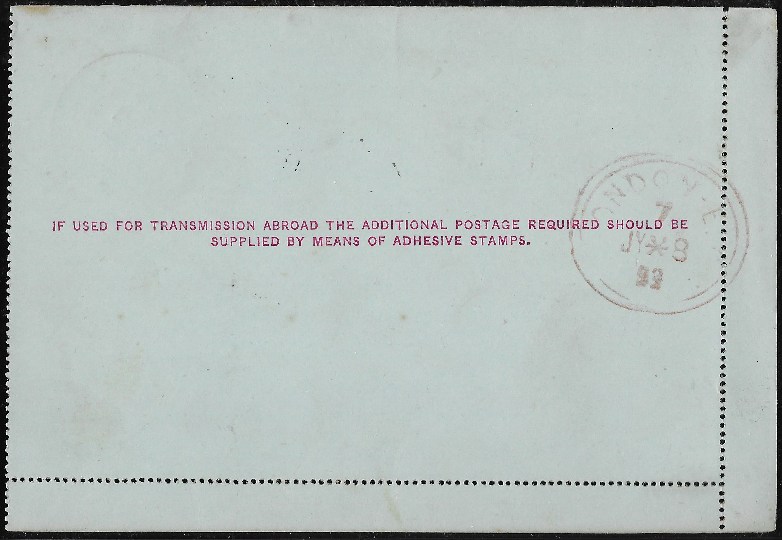 IF USED FOR TRANSMISSION ABROAD THE ADDITIONAL POSTAGE REQUIRED SHOULD BE
SUPPLIED BY MEANS OF ADHESIVE STAMPS.
LONDON·E
7
JY✳8
92